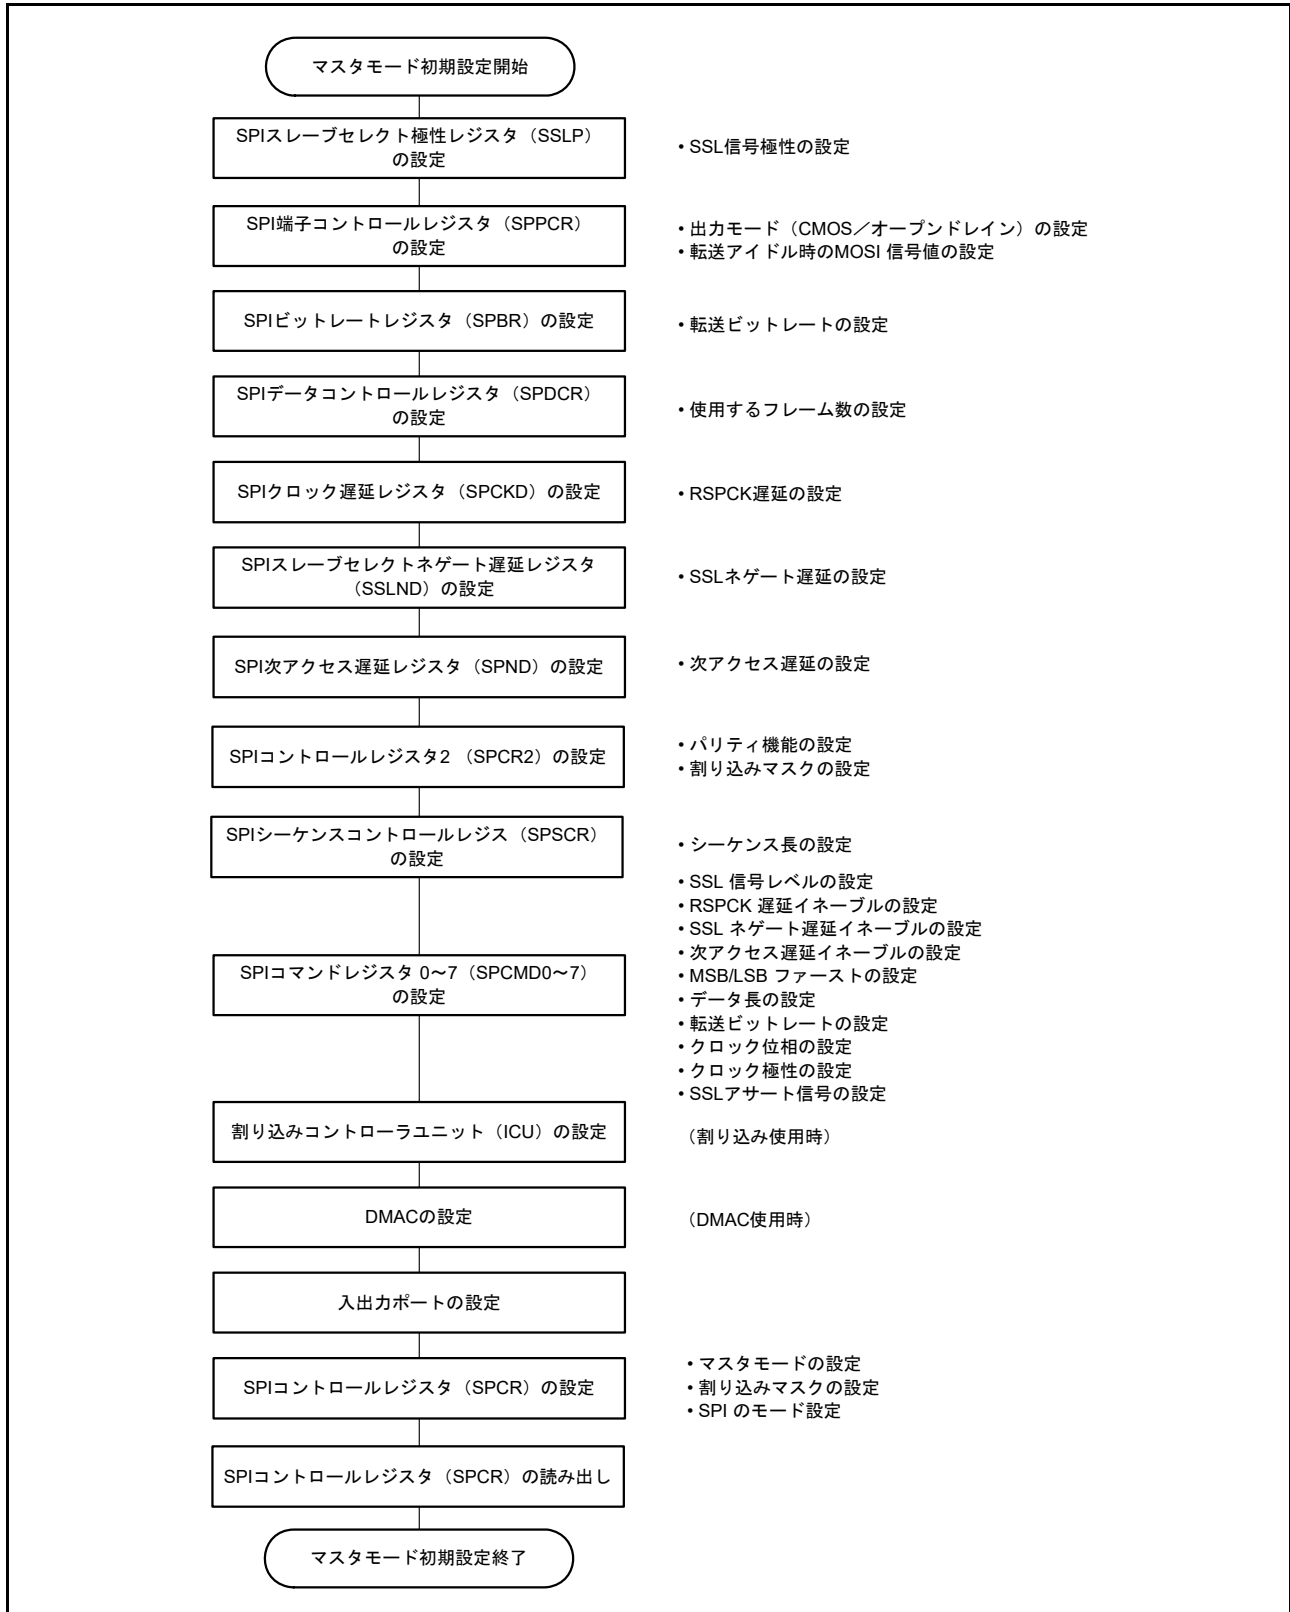 マスタモード初期設定開始
SPIスレーブセレクト極性レジスタ（SSLP）
の設定
• SSL信号極性の設定
SPI端子コントロールレジスタ（SPPCR）
の設定
• 出力モード（CMOS／オープンドレイン）の設定
• 転送アイドル時のMOSI 信号値の設定
SPIビットレートレジスタ（SPBR）の設定
• 転送ビットレートの設定
SPIデータコントロールレジスタ（SPDCR）
の設定
• 使用するフレーム数の設定
SPIクロック遅延レジスタ（SPCKD）の設定
• RSPCK遅延の設定
SPIスレーブセレクトネゲート遅延レジスタ
（SSLND）の設定
• SSLネゲート遅延の設定
SPI次アクセス遅延レジスタ（SPND）の設定
• 次アクセス遅延の設定
SPIコントロールレジスタ2 （SPCR2）の設定
• パリティ機能の設定
• 割り込みマスクの設定
SPIシーケンスコントロールレジス（SPSCR）
の設定
• シーケンス長の設定
SPIコマンドレジスタ 0～7（SPCMD0～7）
の設定
• SSL 信号レベルの設定
• RSPCK 遅延イネーブルの設定
• SSL ネゲート遅延イネーブルの設定
• 次アクセス遅延イネーブルの設定
• MSB/LSB ファーストの設定
• データ長の設定
• 転送ビットレートの設定
• クロック位相の設定
• クロック極性の設定
• SSLアサート信号の設定
割り込みコントローラユニット（ICU）の設定
（割り込み使用時）
DMACの設定
（DMAC使用時）
入出力ポートの設定
SPIコントロールレジスタ（SPCR）の設定
• マスタモードの設定
• 割り込みマスクの設定
• SPI のモード設定
SPIコントロールレジスタ（SPCR）の読み出し
マスタモード初期設定終了